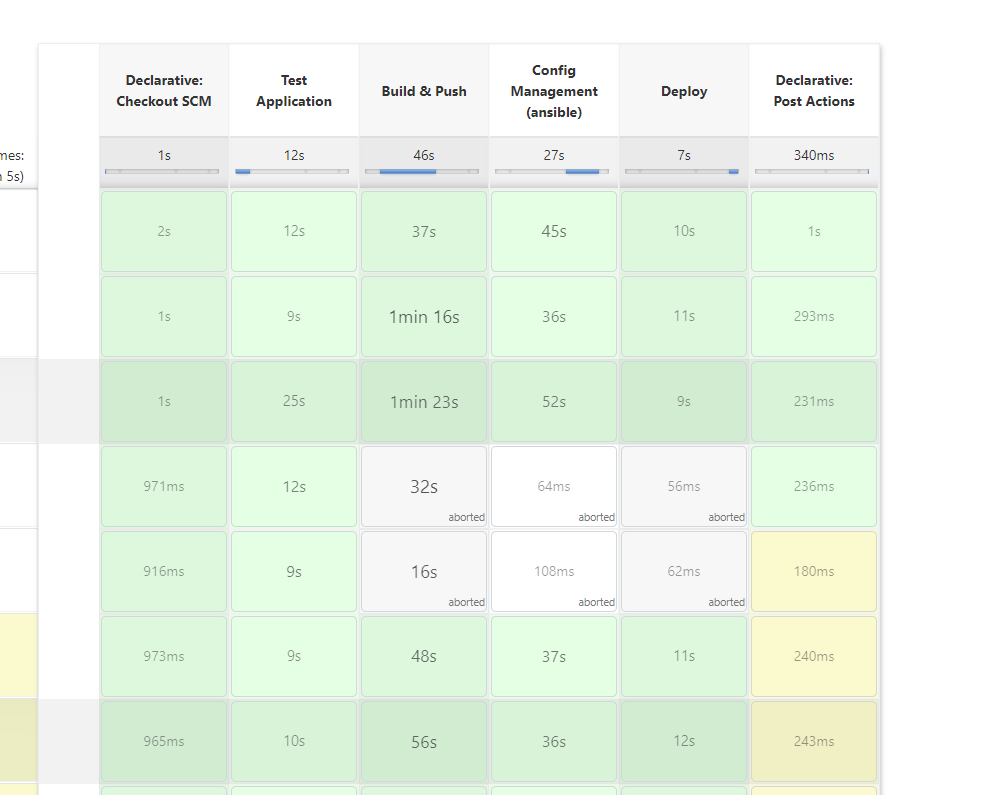 Declarative:
Checkout SCM
Test
Application
Build & Push
Config
Management
(ansible)
Deploy
Declarative:
Post Actions
mes:
5s)
1s 12s 46s 27s 7s 340ms
2s 12s 37s 45s 10s 1s
1s 9s 1min 16s 36s 11s 293ms
1s 25s 1min 23s 52s 9s 231ms
971ms 12s 32s 64ms 56ms 236ms
aborted aborted aborted
916ms 9s 16s 108ms 62ms 180ms
aborted aborted aborted
973ms 9s 48s 37s 11s 240ms
965ms 10s 56s 36s 12s 243ms